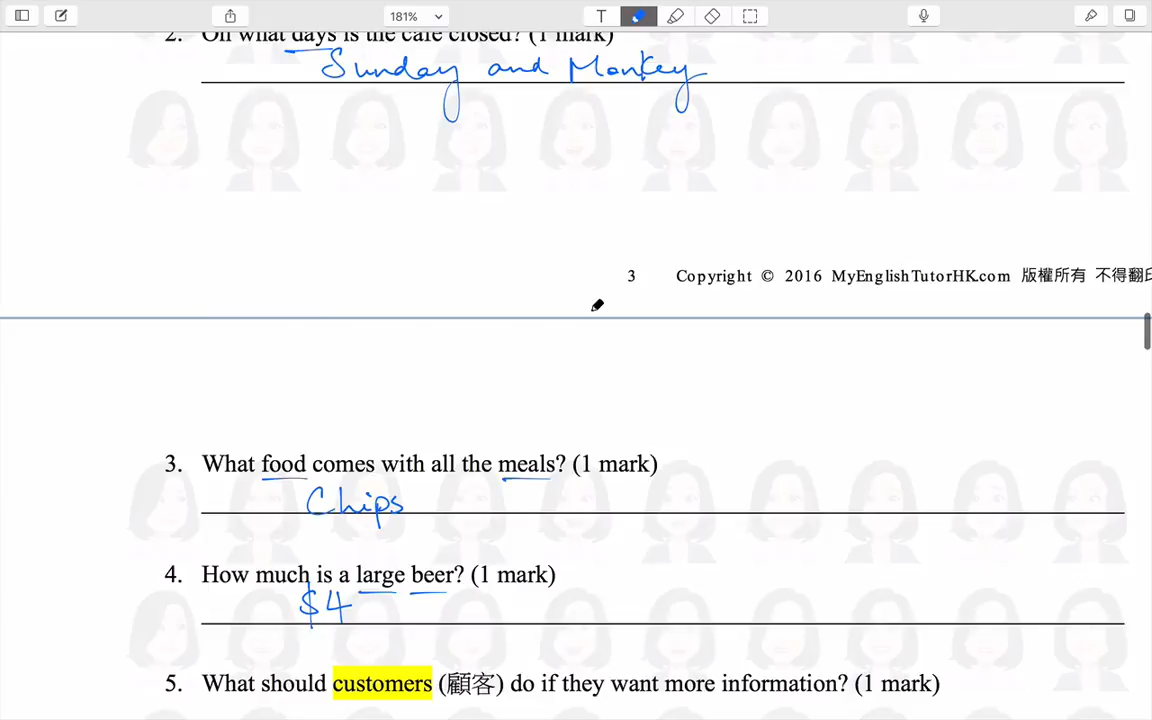 181%
T
2. On what days is the cafe closed? (1 mark)
Sunday and Monkey
3 Copyright © 2016 MyEnglishTutorHK.com 版權所有 不得翻印
3. What food comes with all the meals? (1 mark)
Chips
4. How much is a large beer? (1 mark)
$4
5. What should customers (顧客) do if they want more information? (1 mark)